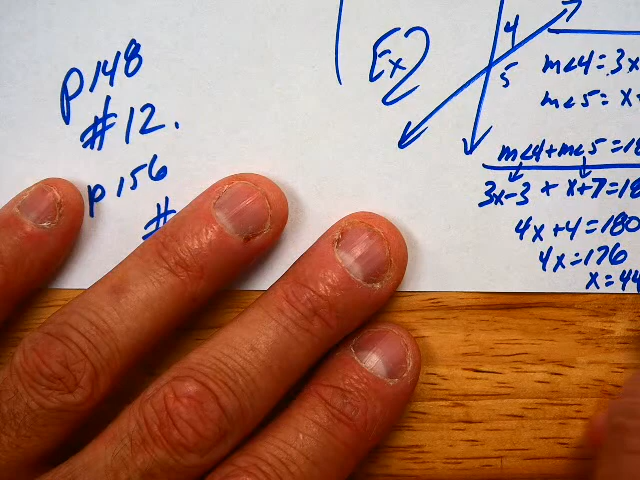 p148
#12.
p156
#
Ex
4
5
m<4=3x
m<5=x+
m<4+m<5=18
3x-3+x+7=18
4x+4=180
4x=176
x=44